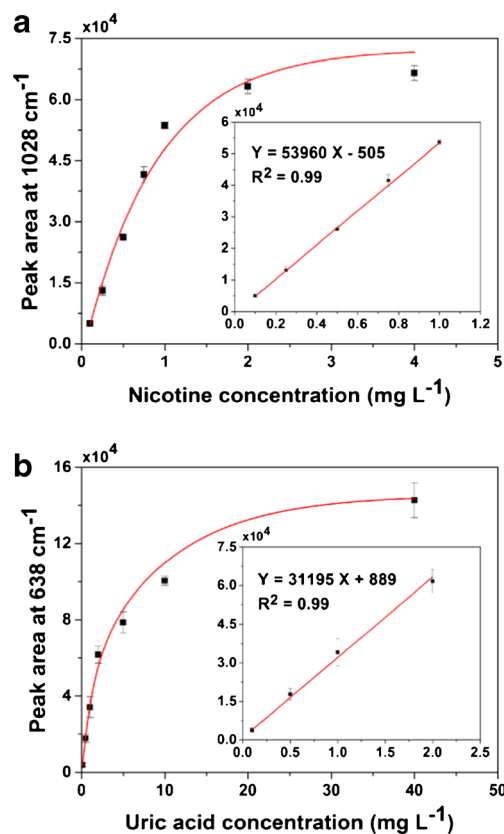 a
x10⁴
7.5
6.0
4.5
3.0
1.5
0.0
0 1 2 3 4 5
Peak area at 1028 cm⁻¹
Nicotine concentration (mg L⁻¹)
x10⁴
6
5
4
3
2
1
0
0.0 0.2 0.4 0.6 0.8 1.0 1.2
Y = 53960 X - 505
R² = 0.99
b
x10⁴
16
12
8
4
0
0 10 20 30 40 50
Peak area at 638 cm⁻¹
Uric acid concentration (mg L⁻¹)
x10⁴
7.5
6.0
4.5
3.0
1.5
0.0
0.0 0.5 1.0 1.5 2.0 2.5
Y = 31195 X + 889
R² = 0.99